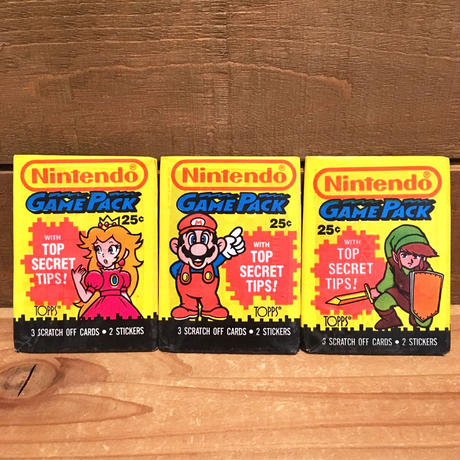 Nintendo®
GAME PACK
25¢
WITH
TOP
SECRET
TIPS!
TOPPS®
3 SCRATCH OFF CARDS • 2 STICKERS
Nintendo®
GAME PACK
25¢
WITH
TOP
SECRET
TIPS!
TOPPS®
3 SCRATCH OFF CARDS • 2 STICKERS
Nintendo®
GAME PACK
25¢
WITH
TOP
SECRET
TIPS!
TOPPS®
3 SCRATCH OFF CARDS • 2 STICKERS